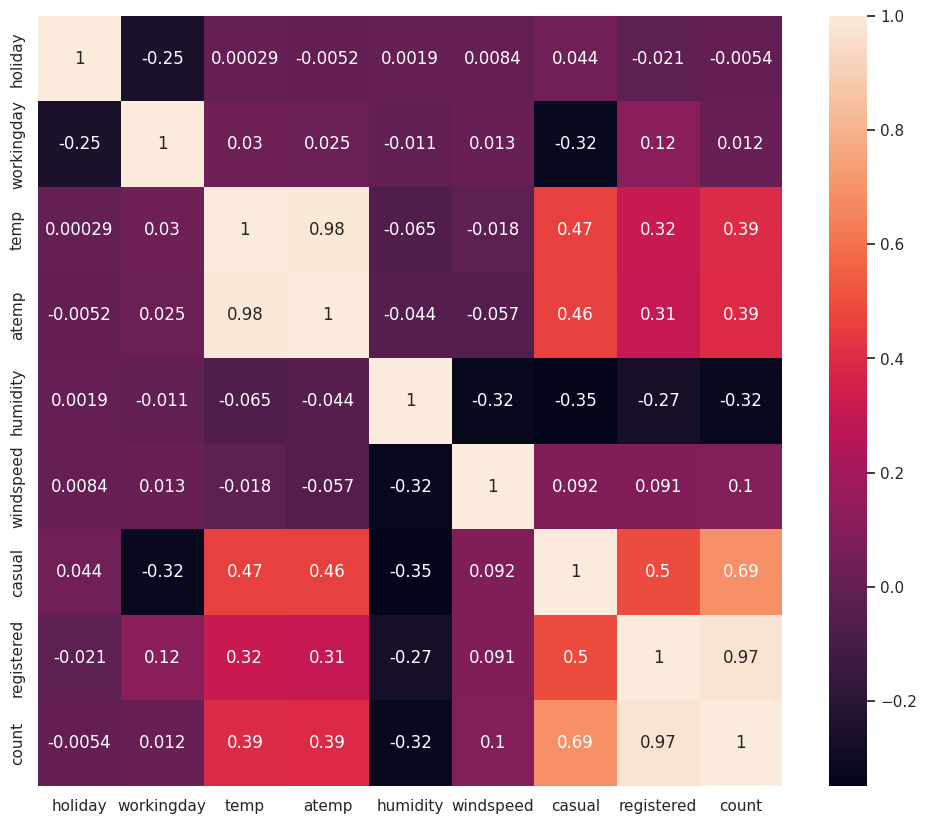 holiday 1 -0.25 0.00029 -0.0052 0.0019 0.0084 0.044 -0.021 -0.0054
workingday -0.25 1 0.03 0.025 -0.011 0.013 -0.32 0.12 0.012
temp 0.00029 0.03 1 0.98 -0.065 -0.018 0.47 0.32 0.39
atemp -0.0052 0.025 0.98 1 -0.044 -0.057 0.46 0.31 0.39
humidity 0.0019 -0.011 -0.065 -0.044 1 -0.32 -0.35 -0.27 -0.32
windspeed 0.0084 0.013 -0.018 -0.057 -0.32 1 0.092 0.091 0.1
casual 0.044 -0.32 0.47 0.46 -0.35 0.092 1 0.5 0.69
registered -0.021 0.12 0.32 0.31 -0.27 0.091 0.5 1 0.97
count -0.0054 0.012 0.39 0.39 -0.32 0.1 0.69 0.97 1
holiday workingday temp atemp humidity windspeed casual registered count
1.0
0.8
0.6
0.4
0.2
0.0
−0.2